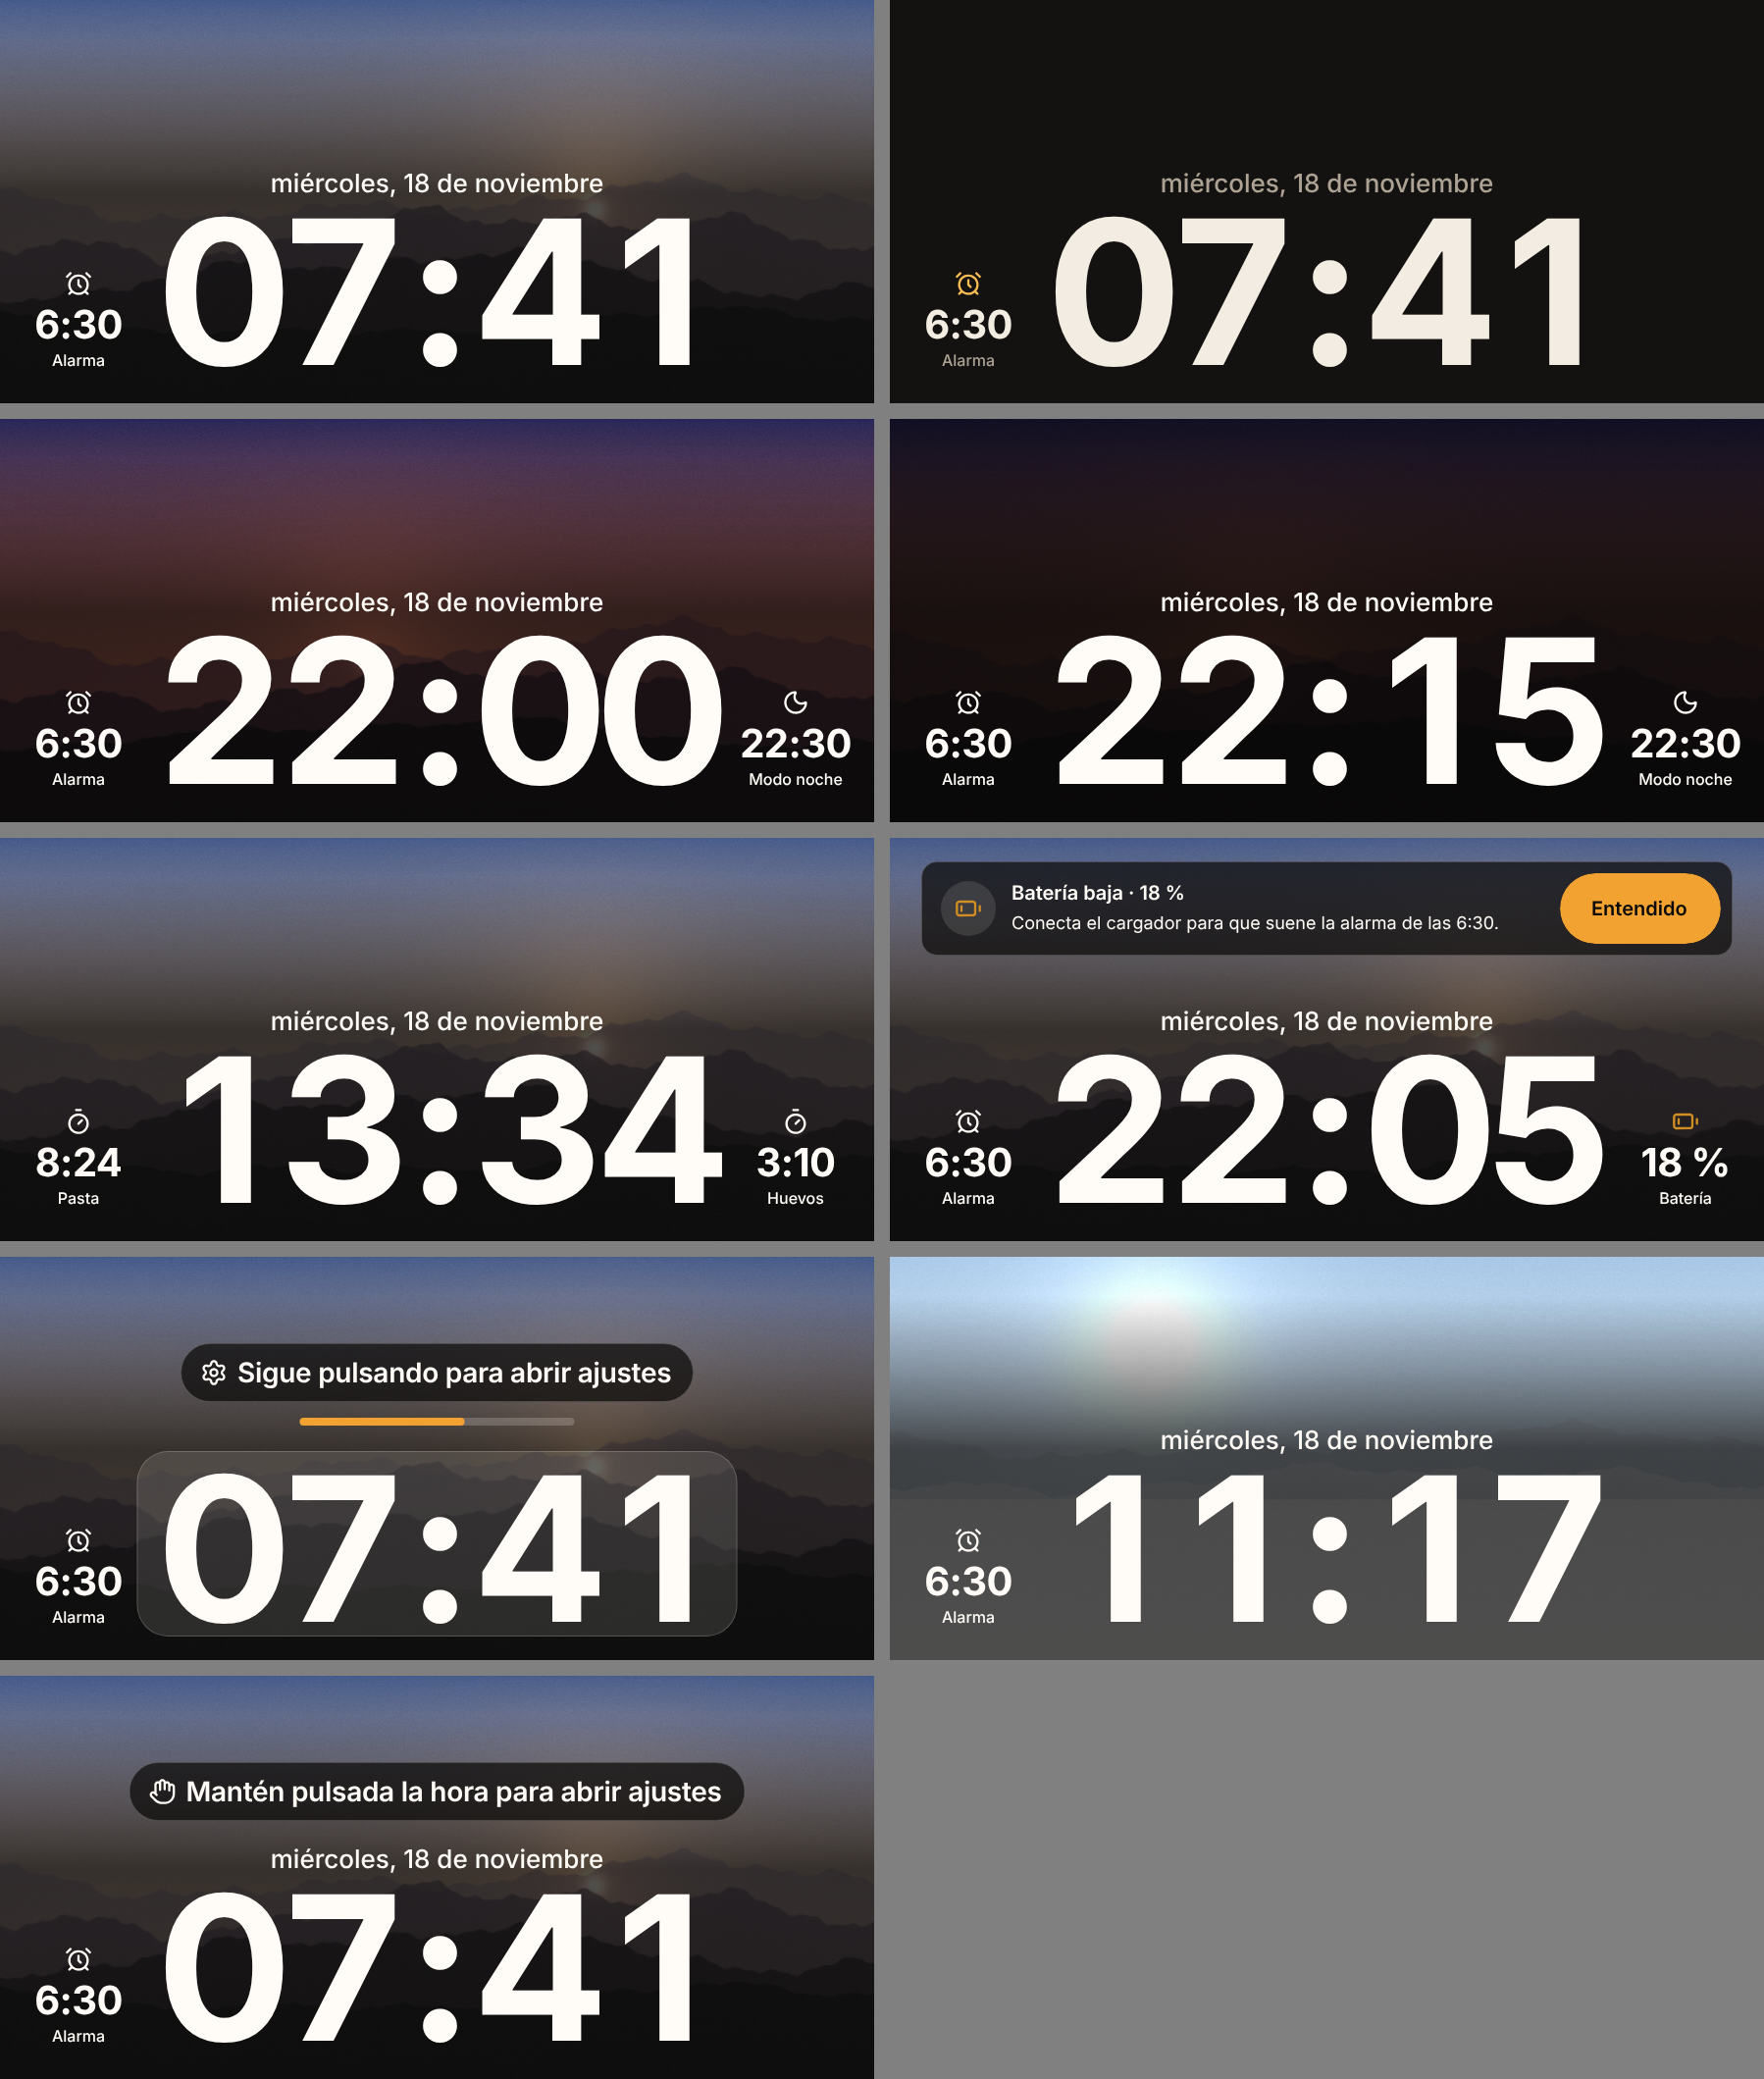 miércoles, 18 de noviembre
07:41
6:30
Alarma
miércoles, 18 de noviembre
07:41
6:30
Alarma
miércoles, 18 de noviembre
22:00
6:30
Alarma
22:30
Modo noche
miércoles, 18 de noviembre
22:15
6:30
Alarma
22:30
Modo noche
miércoles, 18 de noviembre
13:34
8:24
Pasta
3:10
Huevos
Batería baja · 18 %
Conecta el cargador para que suene la alarma de las 6:30.
Entendido
miércoles, 18 de noviembre
22:05
6:30
Alarma
18 %
Batería
Sigue pulsando para abrir ajustes
07:41
6:30
Alarma
miércoles, 18 de noviembre
11:17
6:30
Alarma
Mantén pulsada la hora para abrir ajustes
miércoles, 18 de noviembre
07:41
6:30
Alarma